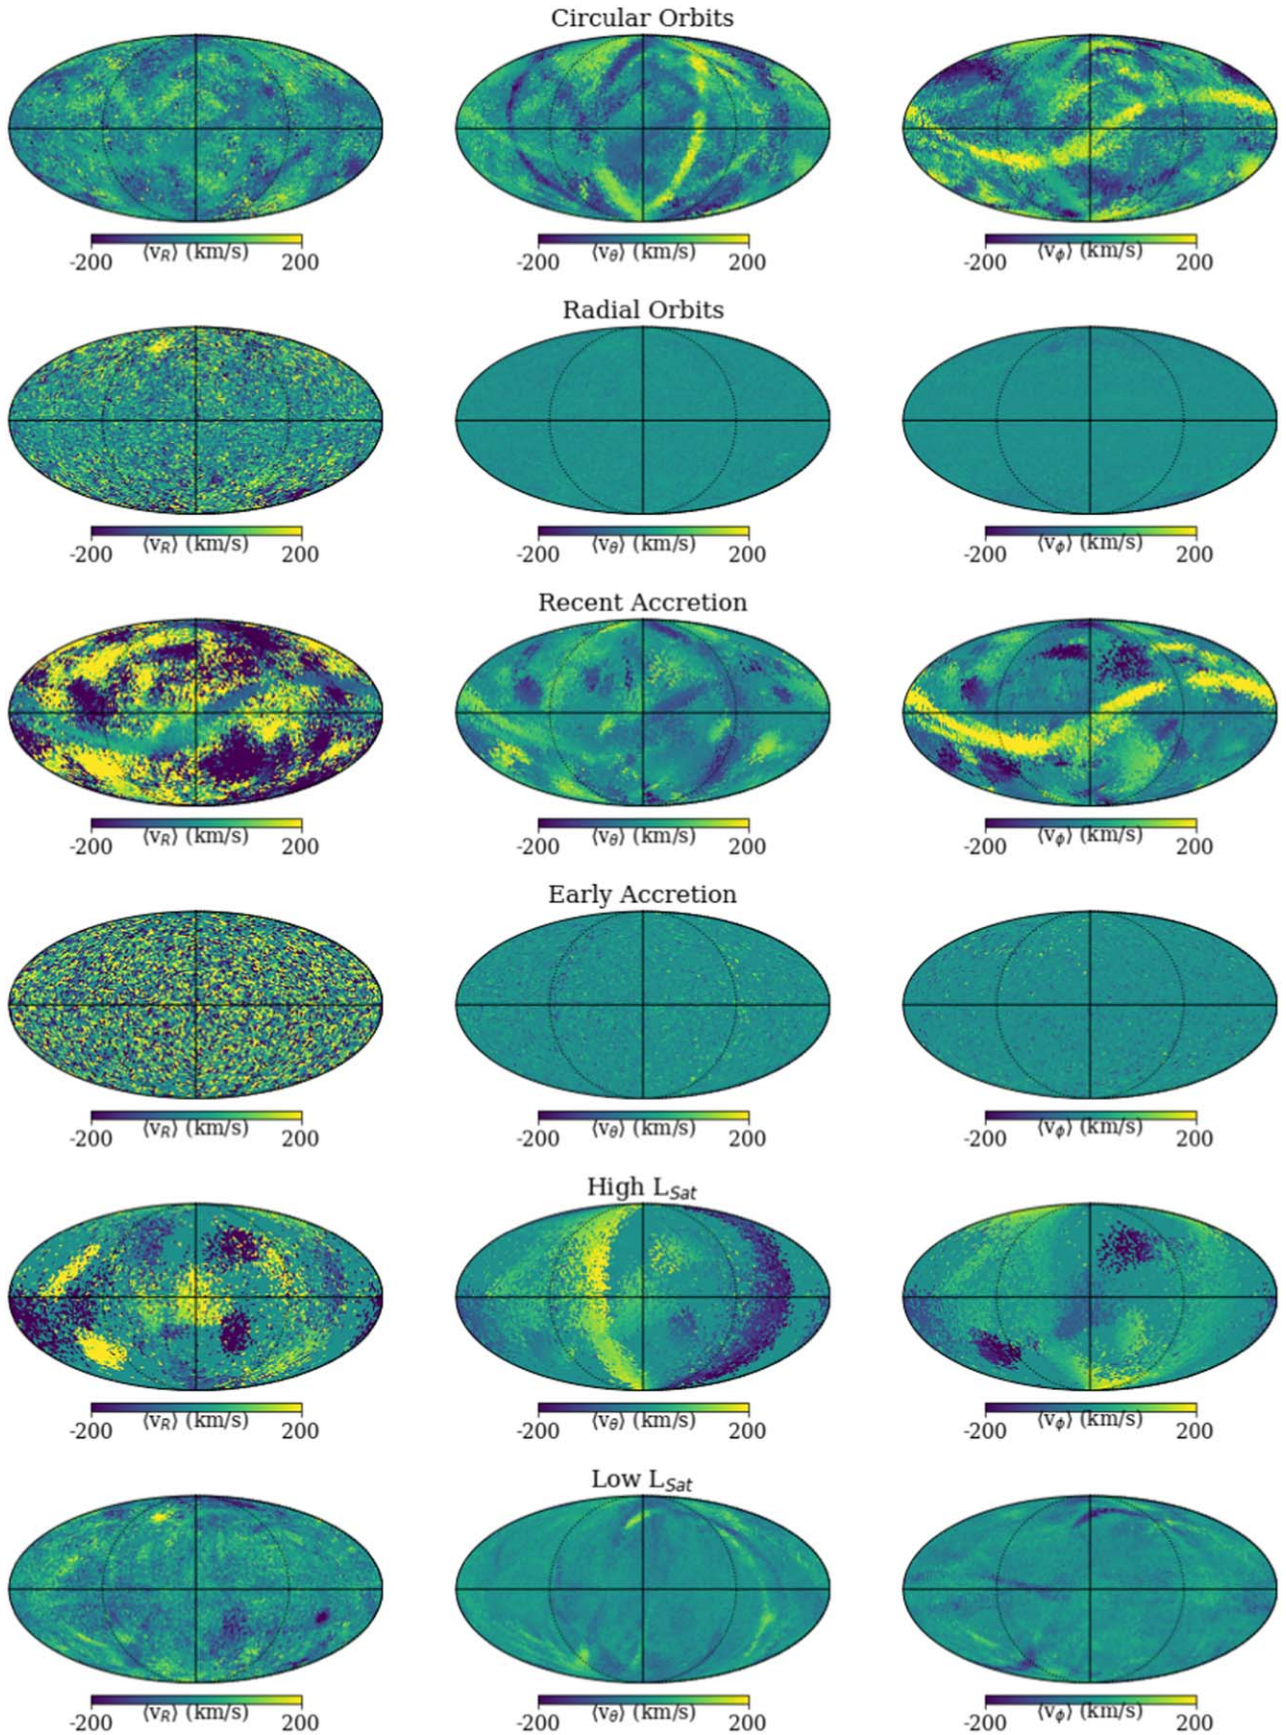 Circular Orbits
⟨v_R⟩ (km/s) ⟨v_θ⟩ (km/s) ⟨v_ϕ⟩ (km/s)
-200 200 -200 200 -200 200
Radial Orbits
⟨v_R⟩ (km/s) ⟨v_θ⟩ (km/s) ⟨v_ϕ⟩ (km/s)
-200 200 -200 200 -200 200
Recent Accretion
⟨v_R⟩ (km/s) ⟨v_θ⟩ (km/s) ⟨v_ϕ⟩ (km/s)
-200 200 -200 200 -200 200
Early Accretion
⟨v_R⟩ (km/s) ⟨v_θ⟩ (km/s) ⟨v_ϕ⟩ (km/s)
-200 200 -200 200 -200 200
High L_Sat
⟨v_R⟩ (km/s) ⟨v_θ⟩ (km/s) ⟨v_ϕ⟩ (km/s)
-200 200 -200 200 -200 200
Low L_Sat
⟨v_R⟩ (km/s) ⟨v_θ⟩ (km/s) ⟨v_ϕ⟩ (km/s)
-200 200 -200 200 -200 200